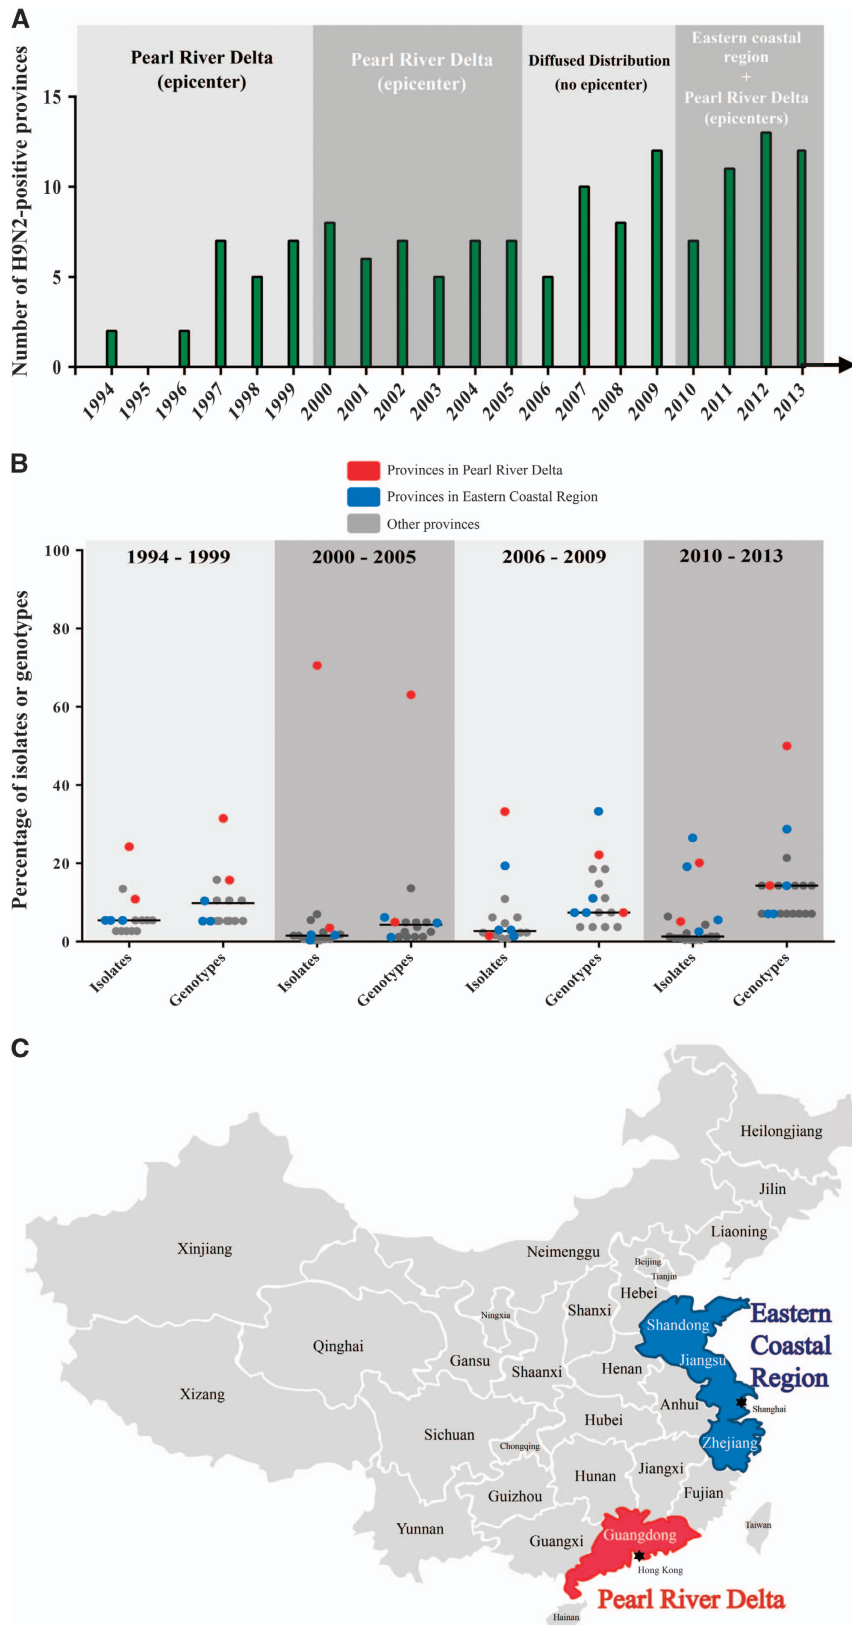 A
Pearl River Delta
(epicenter)
Pearl River Delta
(epicenter)
Diffused Distribution
(no epicenter)
Eastern coastal
region
+
Pearl River Delta
(epicenters)
Number of H9N2-positive provinces
15
10
5
0
1994
1995
1996
1997
1998
1999
2000
2001
2002
2003
2004
2005
2006
2007
2008
2009
2010
2011
2012
2013
B
Provinces in Pearl River Delta
Provinces in Eastern Coastal Region
Other provinces
Percentage of isolates or genotypes
100
80
60
40
20
0
1994 - 1999
2000 - 2005
2006 - 2009
2010 - 2013
Isolates
Genotypes
Isolates
Genotypes
Isolates
Genotypes
Isolates
Genotypes
C
Heilongjiang
Jilin
Liaoning
Xinjiang
Neimenggu
Beijing
Tianjin
Hebei
Shanxi
Ningxia
Shandong
Eastern
Coastal
Region
Qinghai
Gansu
Shaanxi
Henan
Jiangsu
Xizang
Anhui
Shanghai
Sichuan
Chongqing
Hubei
Zhejiang
Hunan
Jiangxi
Guizhou
Fujian
Yunnan
Guangxi
Guangdong
Taiwan
Hong Kong
Pearl River Delta
Hainan